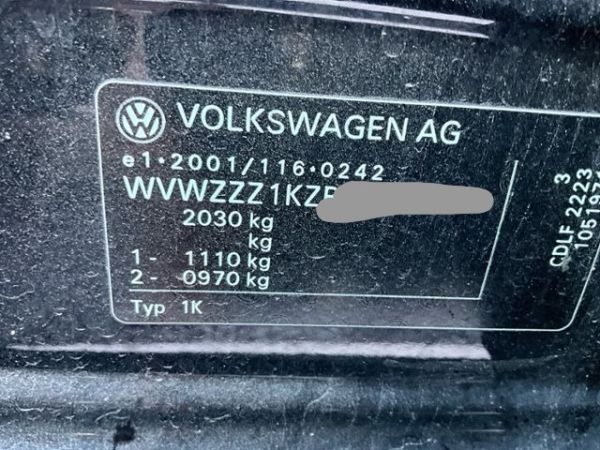 VOLKSWAGEN AG
e1·2001/116·0242
WVWZZZ1KZ
2030 kg
kg
1 - 1110 kg
2 - 0970 kg
Typ 1K
3
CDLF 2223